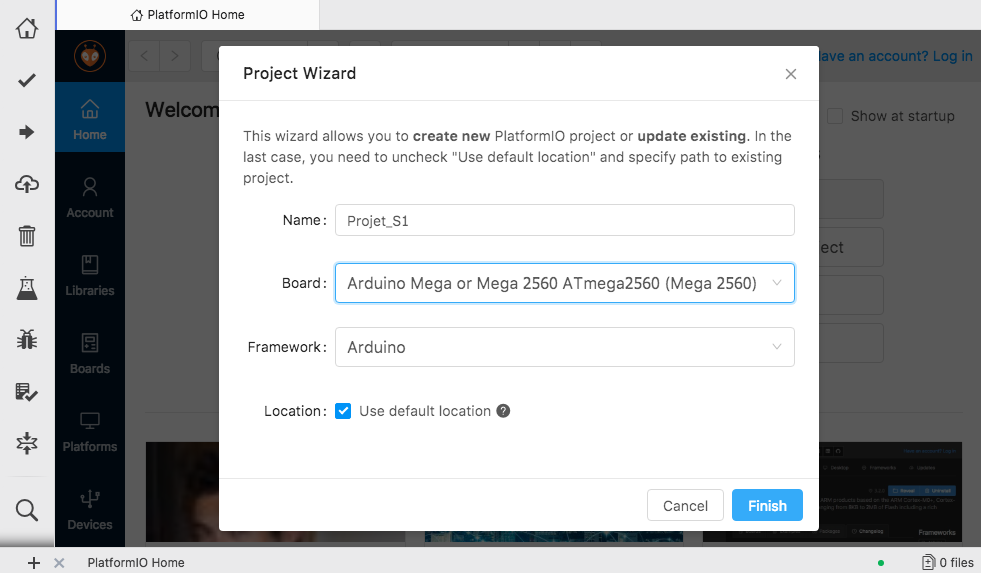 PlatformIO Home
Have an account? Log in
Project Wizard
Home
Welcom
Show at startup
This wizard allows you to create new PlatformIO project or update existing. In the
last case, you need to uncheck "Use default location" and specify path to existing
project.
Account
Name:
Projet_S1
ect
Board:
Arduino Mega or Mega 2560 ATmega2560 (Mega 2560)
Libraries
Framework:
Arduino
Boards
Location:
Use default location ?
Platforms
Cancel
Finish
Devices
Frameworks
PlatformIO Home
0 files